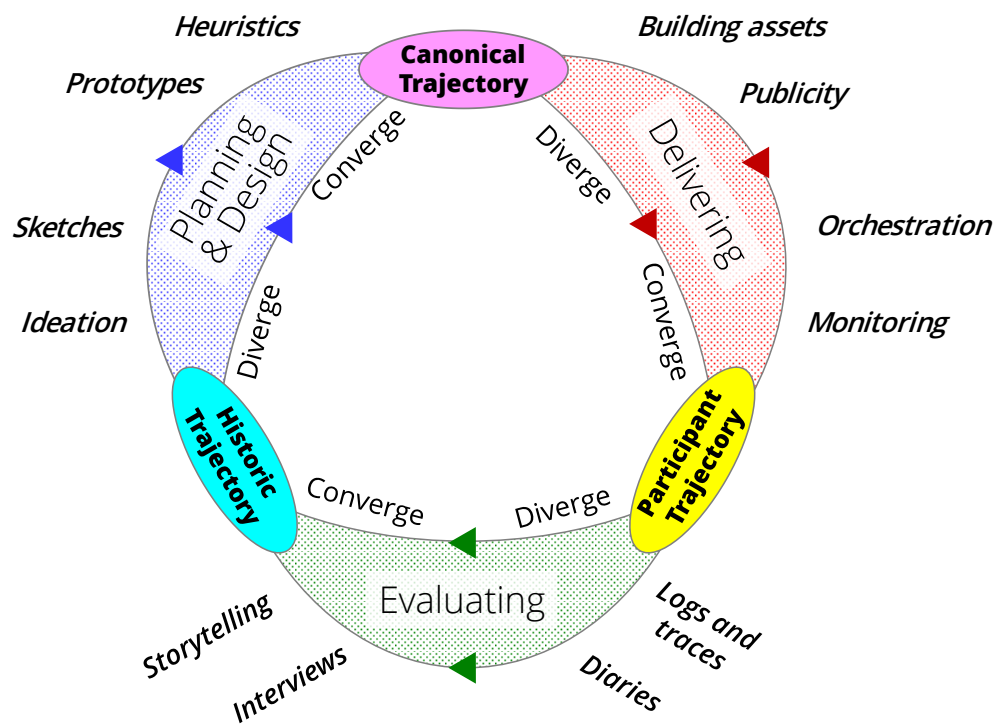 Heuristics
Building assets
Canonical
Trajectory
Prototypes
Publicity
Planning
& Design
Converge
Diverge
Delivering
Sketches
Orchestration
Diverge
Converge
Ideation
Monitoring
Historic
Trajectory
Participant
Trajectory
Converge
Diverge
Evaluating
Storytelling
Interviews
Logs and
traces
Diaries